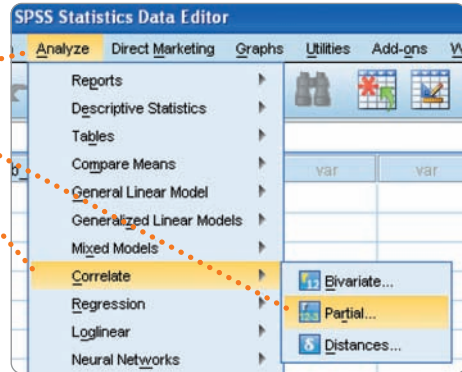 SPSS Statistics Data Editor
Analyze Direct Marketing Graphs Utilities Add-ons
Reports
Descriptive Statistics
Tables
Compare Means
var var
General Linear Model
Generalized Linear Models
Mixed Models
Correlate
Bivariate...
Regression
Partial...
Loglinear
Distances...
Neural Networks